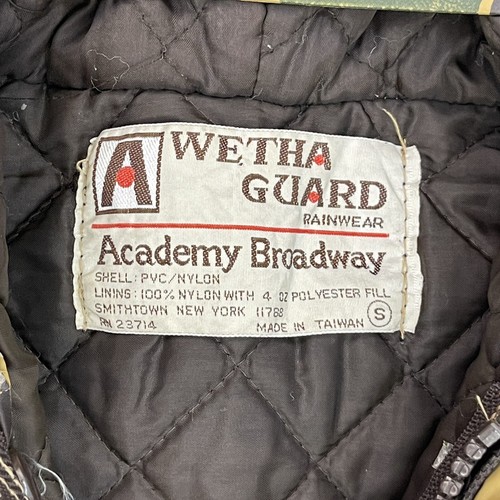 A WETHA
GUARD
RAINWEAR
Academy Broadway
SHELL: PVC/NYLON
LINING: 100% NYLON WITH 4 OZ POLYESTER FILL
SMITHTOWN NEW YORK 11788
RN 23714 MADE IN TAIWAN S